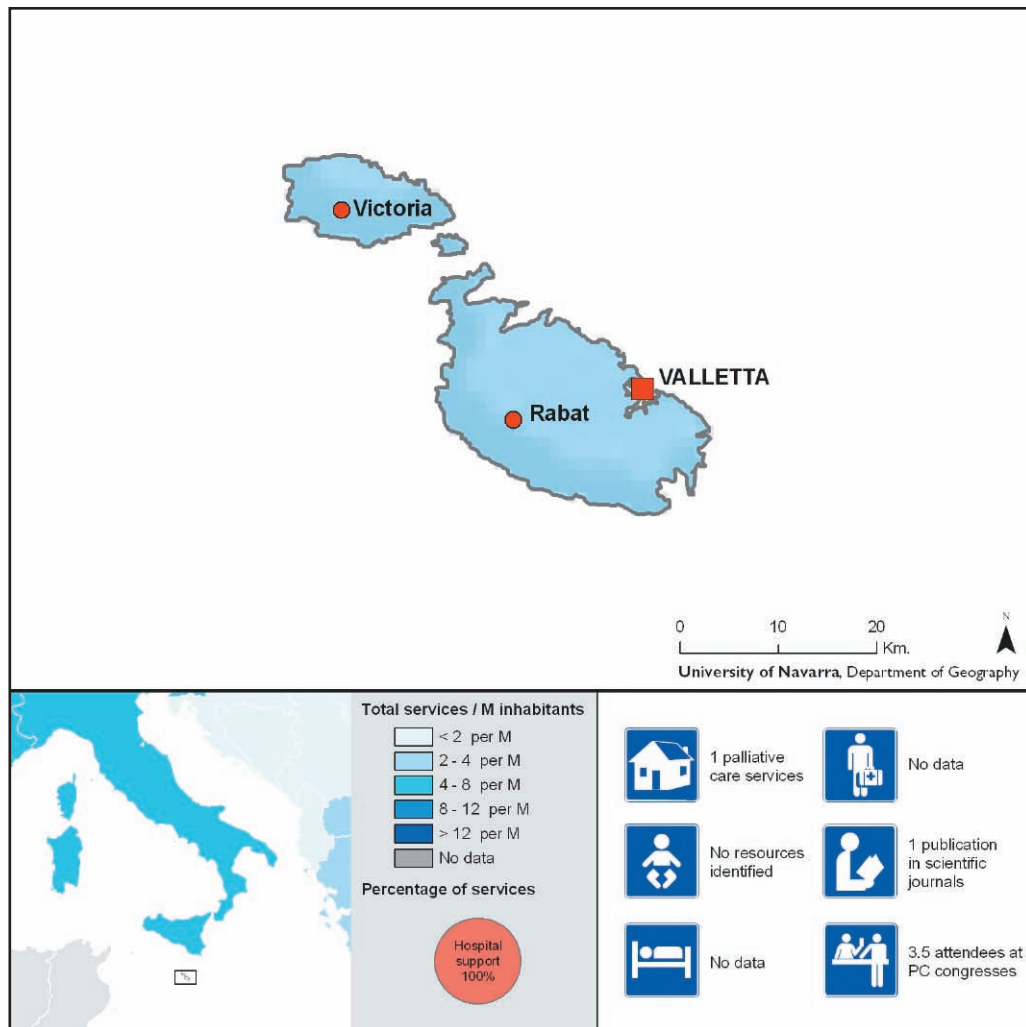 Victoria
VALLETTA
Rabat
0 10 20
Km.
N
University of Navarra, Department of Geography
Total services / M inhabitants
< 2 per M
2 - 4 per M
4 - 8 per M
8 - 12 per M
> 12 per M
No data
Percentage of services
Hospital
support
100%
1 palliative
care services
No data
No resources
identified
1 publication
in scientific
journals
No data
3.5 attendees at
PC congresses